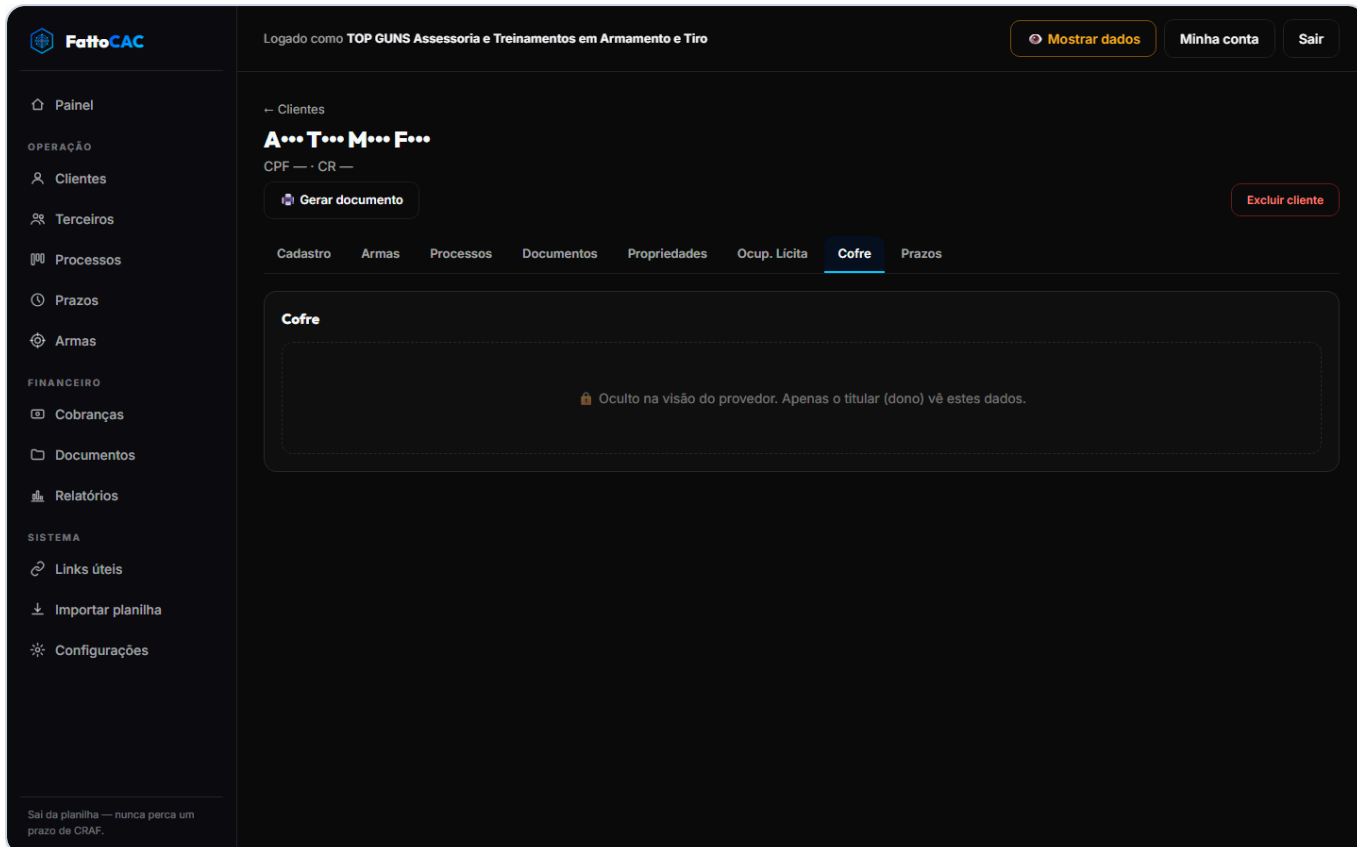 FattoCAC
Logado como TOP GUNS Assessoria e Treinamentos em Armamento e Tiro
Mostrar dados
Minha conta
Sair
Painel
OPERAÇÃO
Clientes
Terceiros
Processos
Prazos
Armas
FINANCEIRO
Cobranças
Documentos
Relatórios
SISTEMA
Links úteis
Importar planilha
Configurações
Sai da planilha — nunca perca um
prazo de CRAF.
← Clientes
A••• T••• M••• F•••
CPF — · CR —
Gerar documento
Excluir cliente
Cadastro
Armas
Processos
Documentos
Propriedades
Ocup. Lícita
Cofre
Prazos
Cofre
Oculto na visão do provedor. Apenas o titular (dono) vê estes dados.